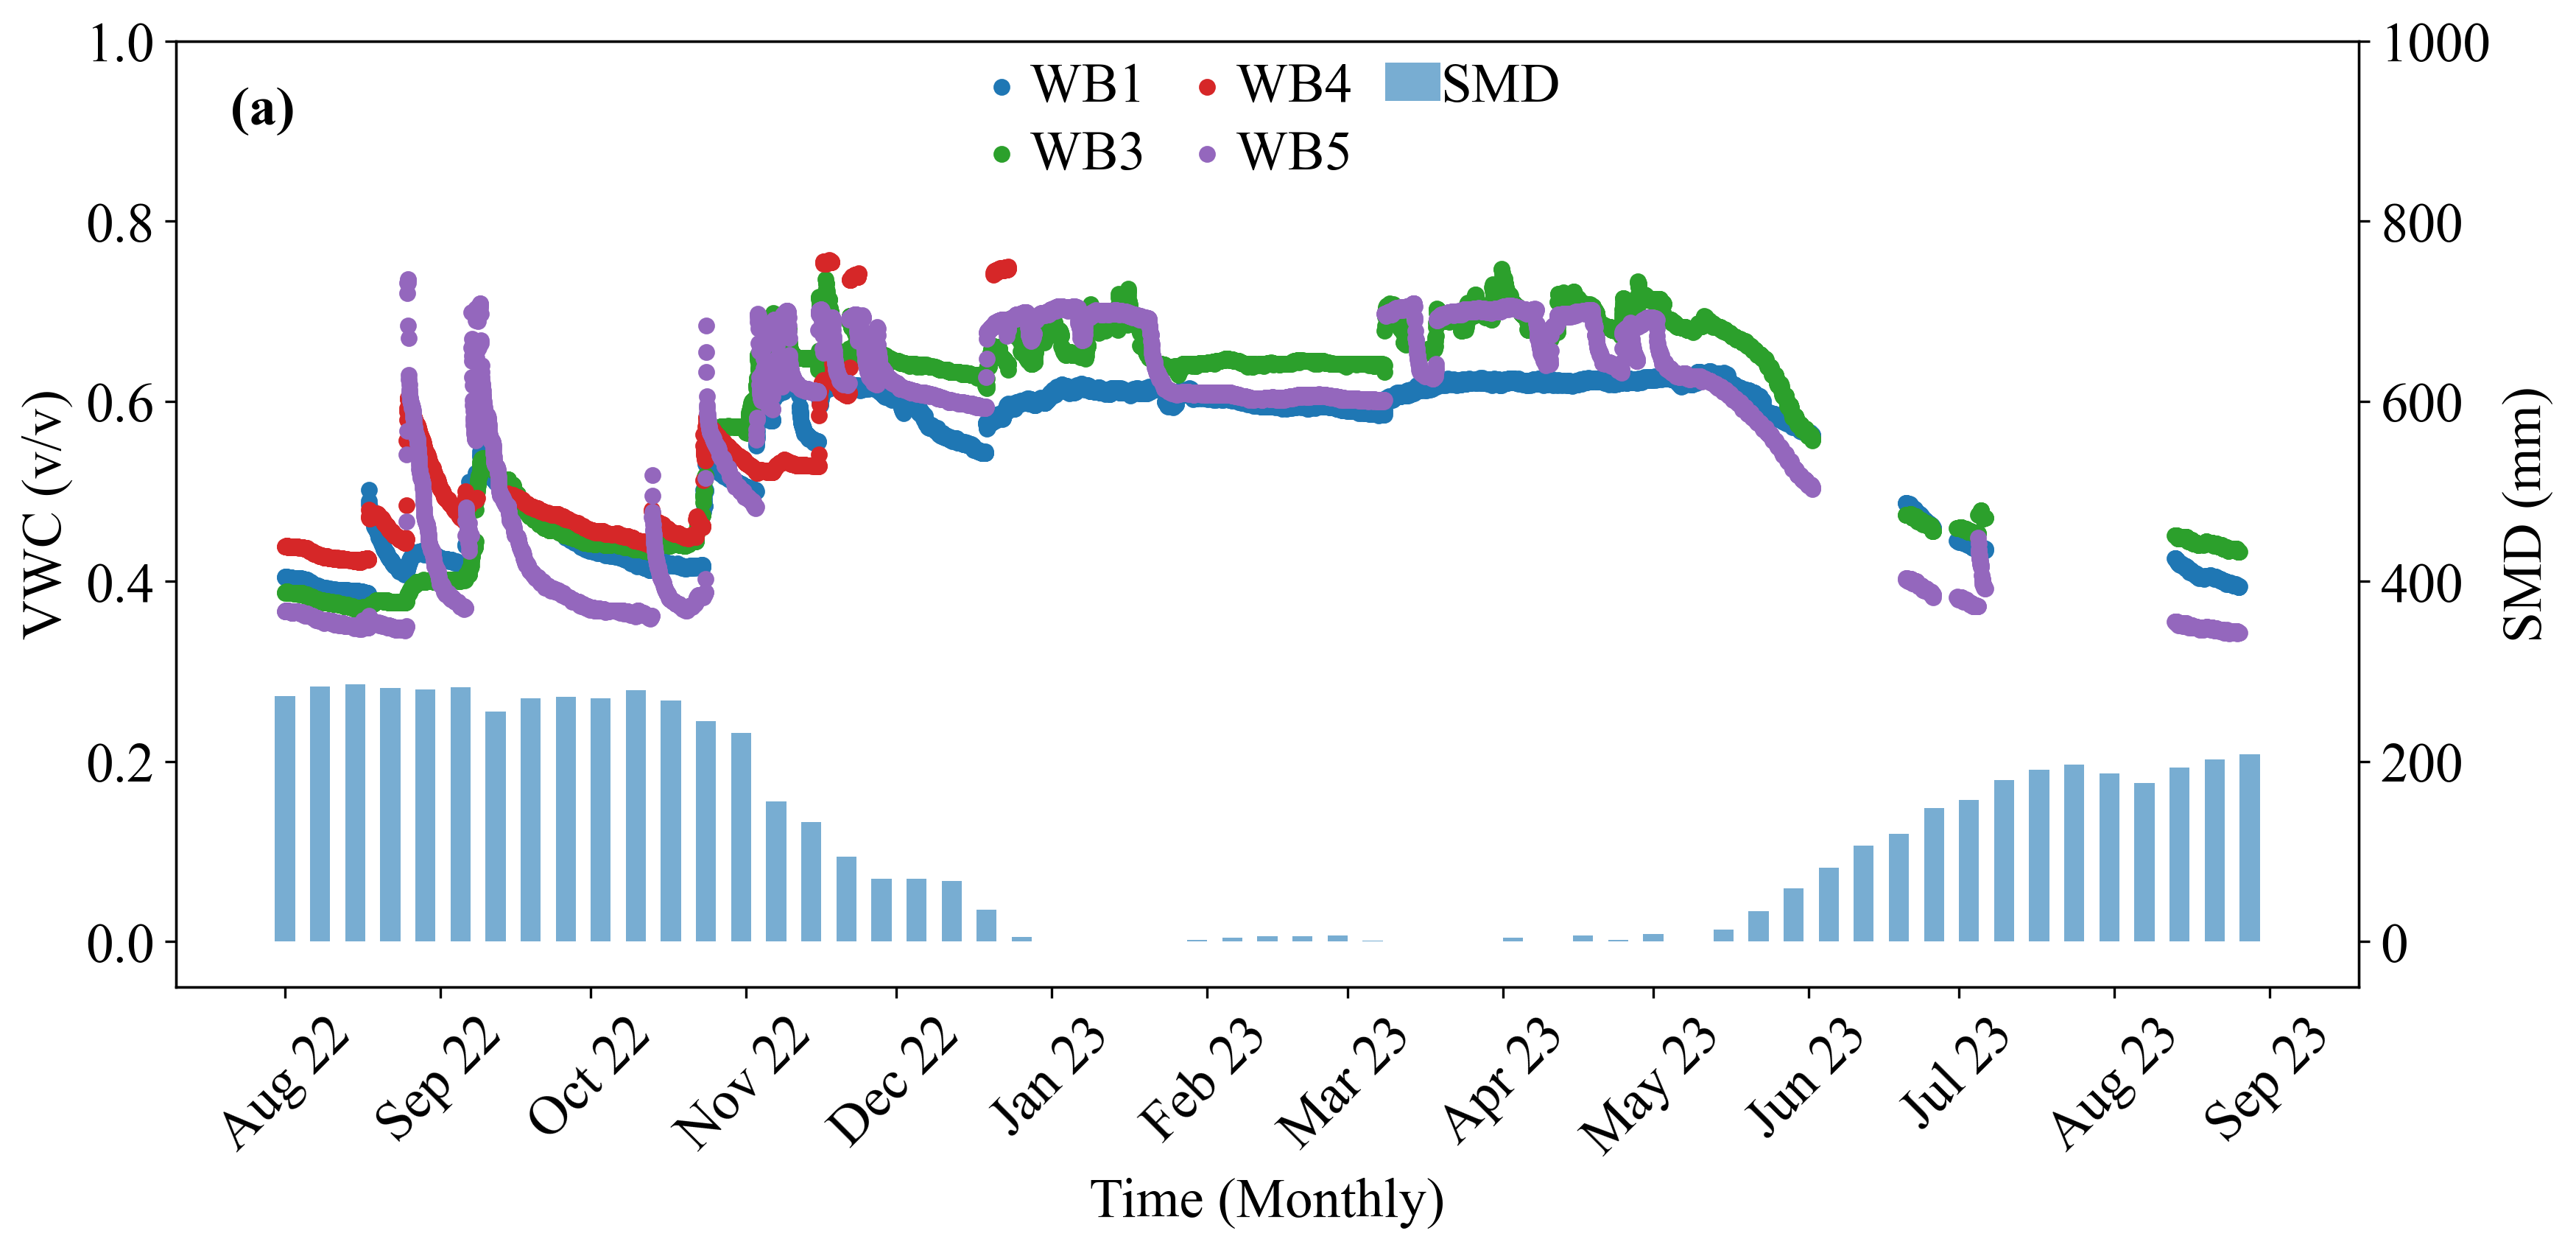 (a)
WB1 WB4 SMD
WB3 WB5
VWC (v/v)
1.0
0.8
0.6
0.4
0.2
0.0
1000
800
600
400
200
0
SMD (mm)
Aug 22 Sep 22 Oct 22 Nov 22 Dec 22 Jan 23 Feb 23 Mar 23 Apr 23 May 23 Jun 23 Jul 23 Aug 23 Sep 23
Time (Monthly)